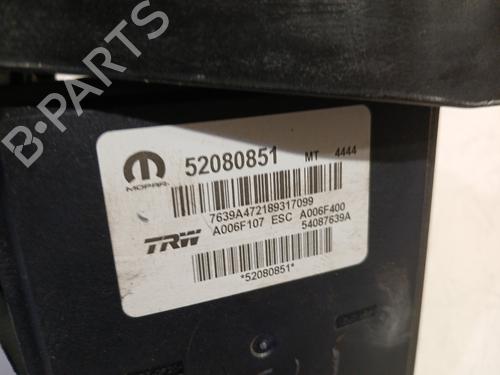 B-PARTS
MOPAR 52080851 MT 4444
7639A472189317099
TRW A006F107 ESC A006F400
54087639A
*52080851*